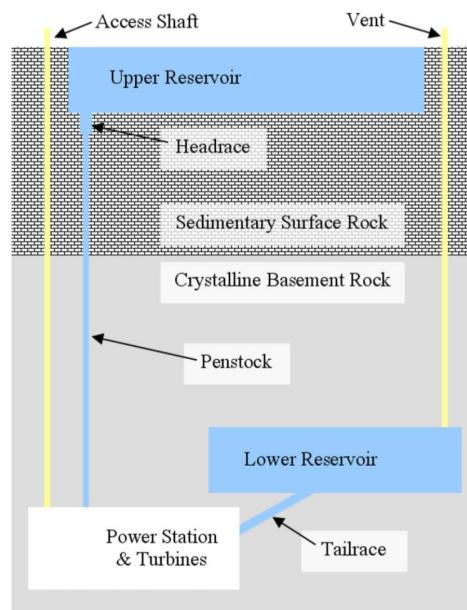 Access Shaft
Vent
Upper Reservoir
Headrace
Sedimentary Surface Rock
Crystalline Basement Rock
Penstock
Lower Reservoir
Power Station
& Turbines
Tailrace